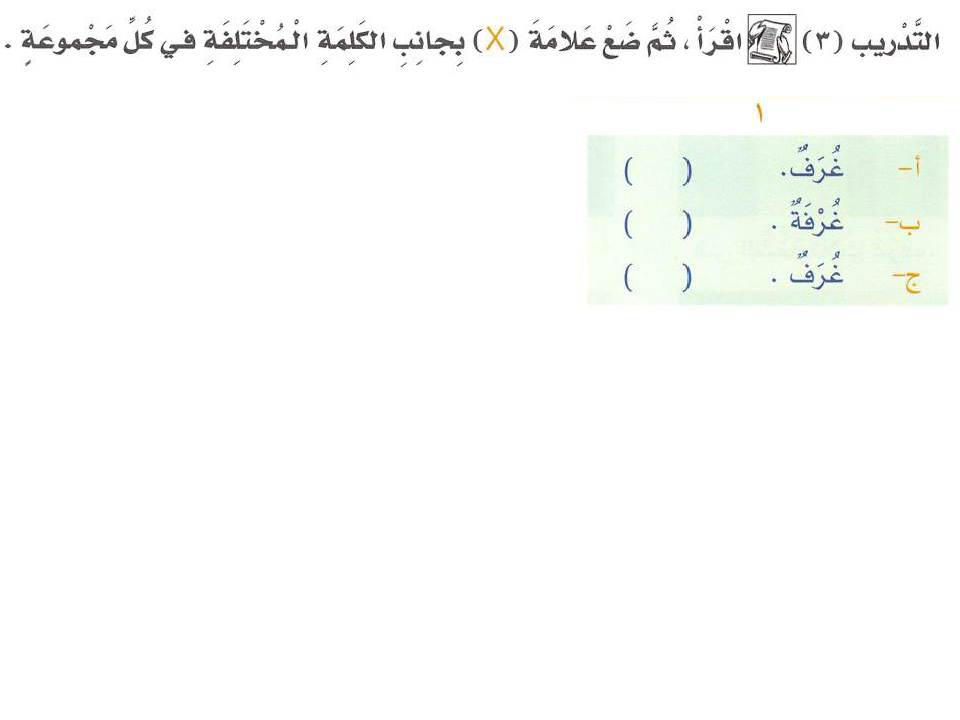 التَّدْريب (٣) اقْرَأْ ، ثُمَّ ضَعْ عَلامَةَ (X) بِجانِبِ الكَلِمَةِ الْمُخْتَلِفَةِ في كُلِّ مَجْموعَةٍ .
١
أ- غُرَفٌ. ( )
ب- غُرْفَةٌ . ( )
ج- غُرَفٌ . ( )